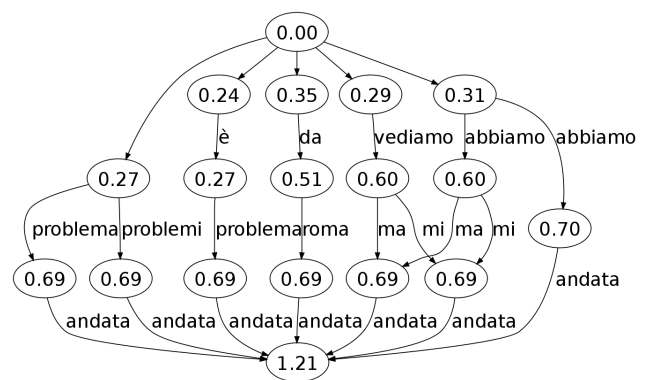 0.00
0.24 0.35 0.29 0.31
è da vediamo abbiamo abbiamo
0.27 0.27 0.51 0.60 0.60
problema problemi problema roma ma mi ma mi 0.70
0.69 0.69 0.69 0.69 0.69 0.69 andata
andata andata andata andata andata andata
1.21